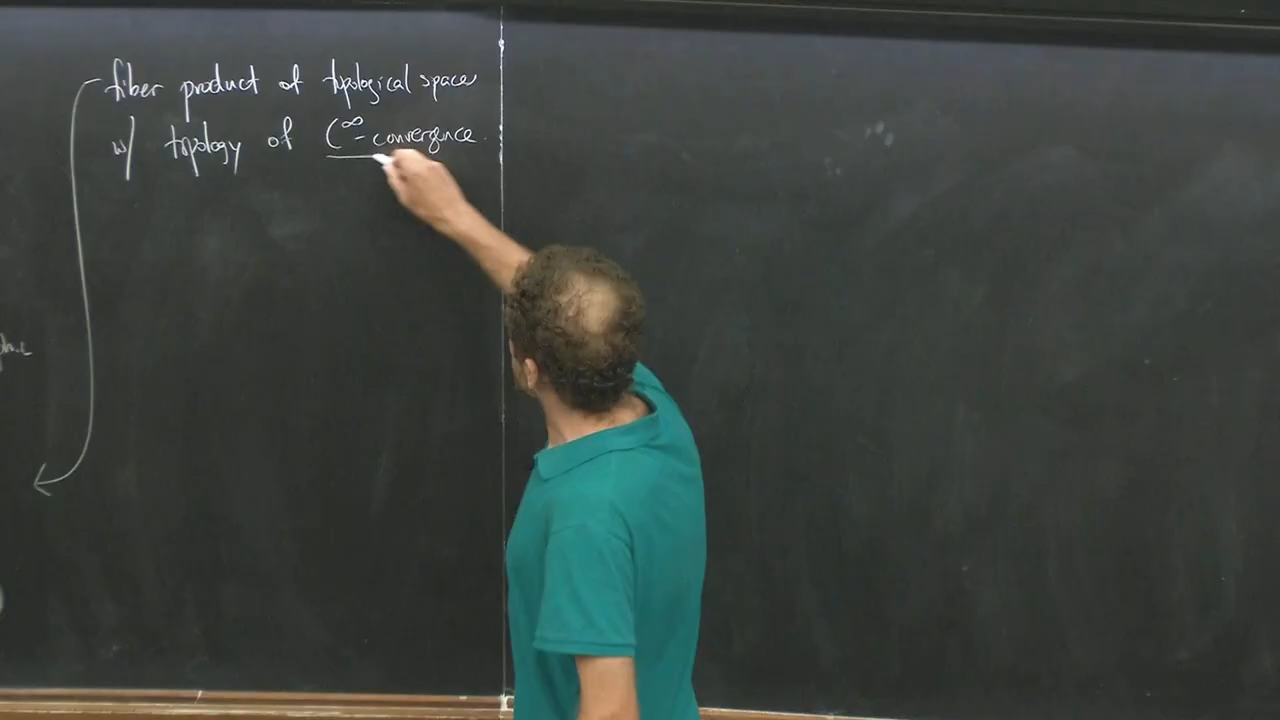 fiber product of topological spaces
w/ topology of C^∞-convergence.